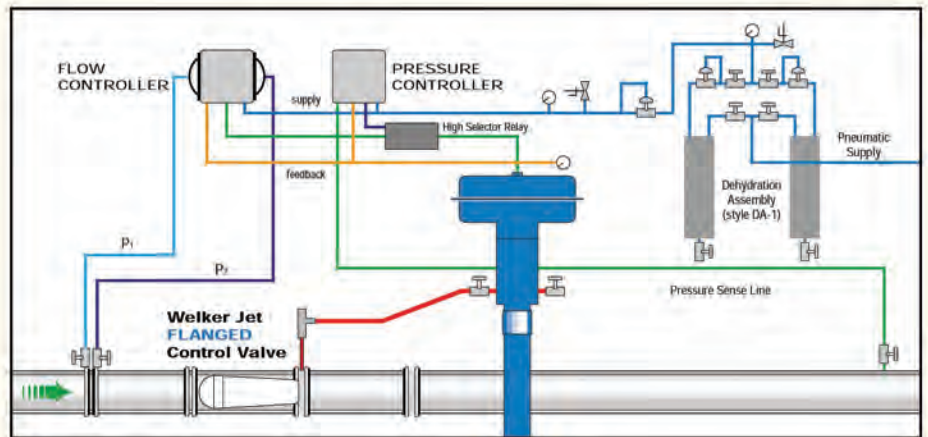 FLOW
CONTROLLER
PRESSURE
CONTROLLER
supply
High Selector Relay
feedback
Pneumatic
Supply
Dehydration
Assembly
(style DA-1)
P1
P2
Pressure Sense Line
Welker Jet
FLANGED
Control Valve